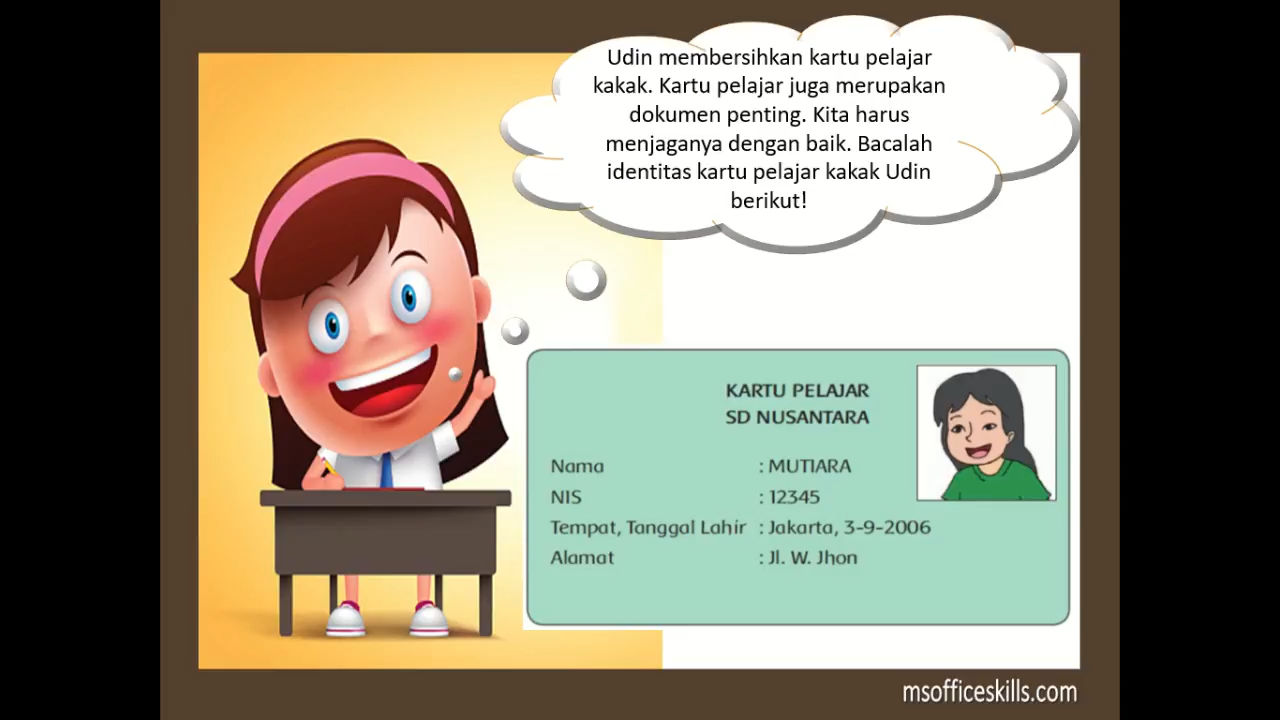 Udin membersihkan kartu pelajar
kakak. Kartu pelajar juga merupakan
dokumen penting. Kita harus
menjaganya dengan baik. Bacalah
identitas kartu pelajar kakak Udin
berikut!
KARTU PELAJAR
SD NUSANTARA
Nama : MUTIARA
NIS : 12345
Tempat, Tanggal Lahir : Jakarta, 3-9-2006
Alamat : Jl. W. Jhon
msofficeskills.com